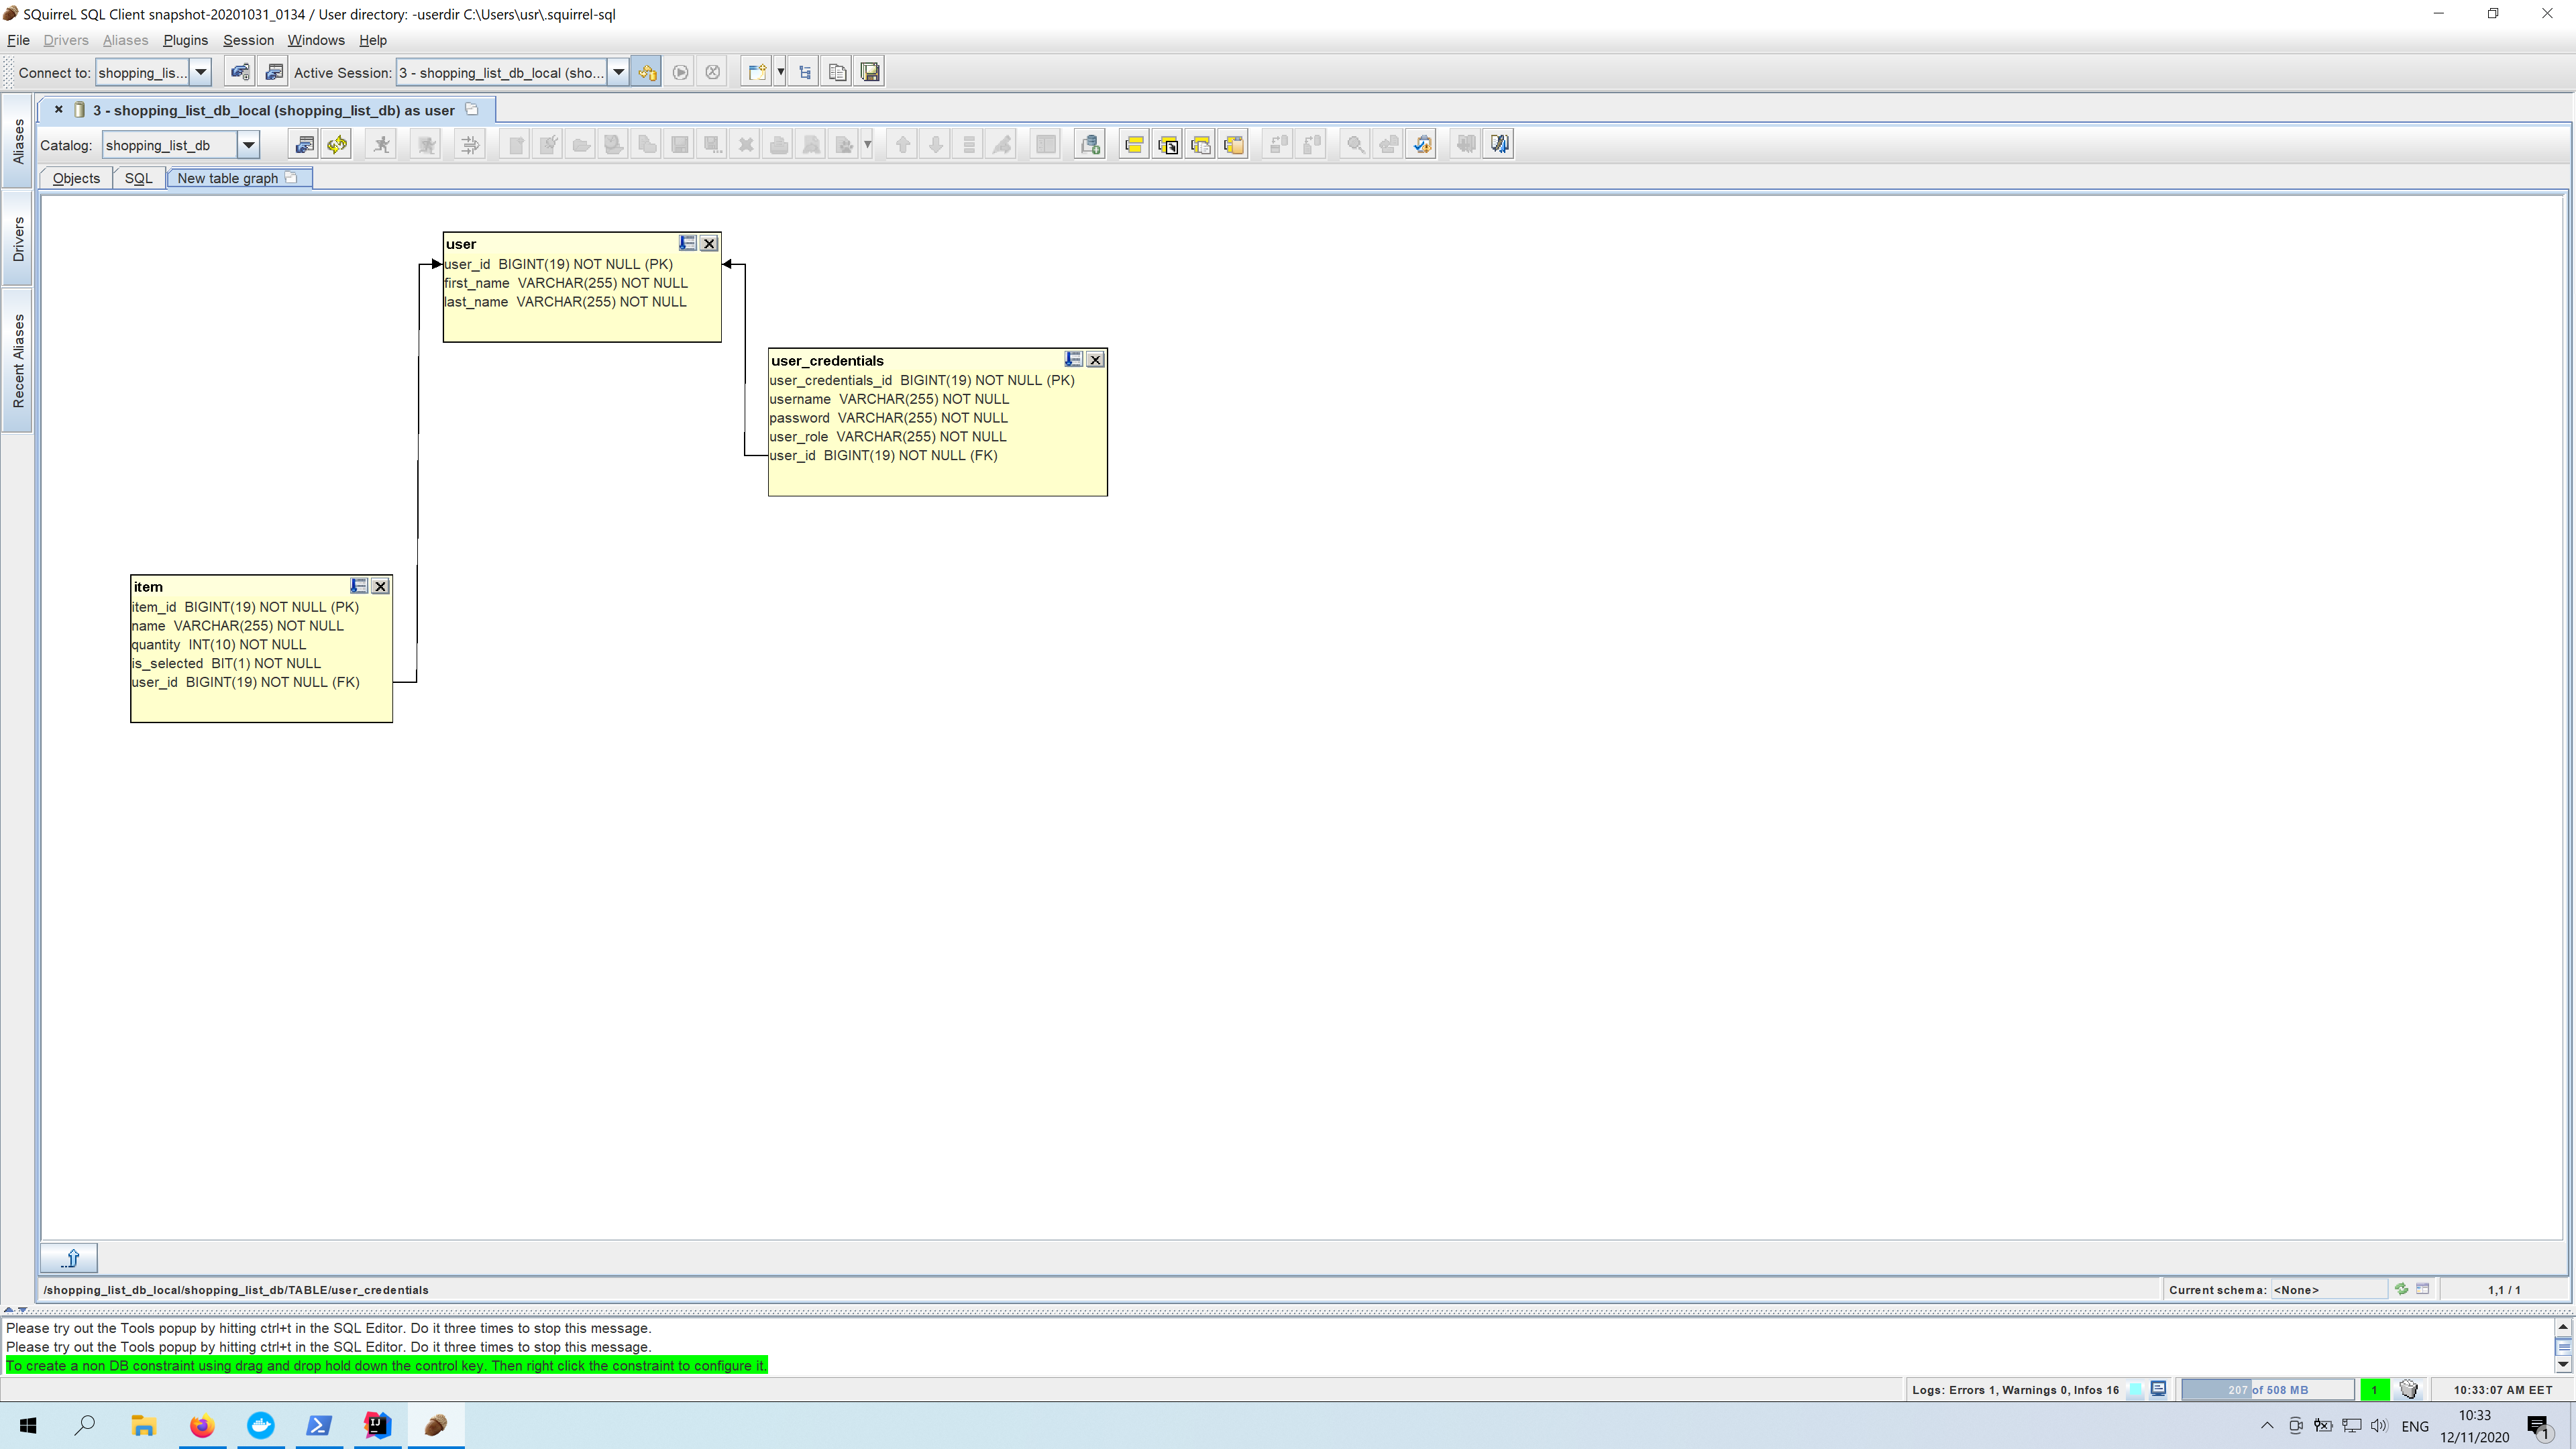 SQuirreL SQL Client snapshot-20201031_0134 / User directory: -userdir C:\Users\usr\.squirrel-sql
File Drivers Aliases Plugins Session Windows Help
Connect to: shopping_lis... Active Session: 3 - shopping_list_db_local (sho...
3 - shopping_list_db_local (shopping_list_db) as user
Catalog: shopping_list_db
Objects SQL New table graph
Aliases
Drivers
Recent Aliases
user
user_id BIGINT(19) NOT NULL (PK)
first_name VARCHAR(255) NOT NULL
last_name VARCHAR(255) NOT NULL
user_credentials
user_credentials_id BIGINT(19) NOT NULL (PK)
username VARCHAR(255) NOT NULL
password VARCHAR(255) NOT NULL
user_role VARCHAR(255) NOT NULL
user_id BIGINT(19) NOT NULL (FK)
item
item_id BIGINT(19) NOT NULL (PK)
name VARCHAR(255) NOT NULL
quantity INT(10) NOT NULL
is_selected BIT(1) NOT NULL
user_id BIGINT(19) NOT NULL (FK)
/shopping_list_db_local/shopping_list_db/TABLE/user_credentials
Current schema: <None>
1,1 / 1
Please try out the Tools popup by hitting ctrl+t in the SQL Editor. Do it three times to stop this message.
Please try out the Tools popup by hitting ctrl+t in the SQL Editor. Do it three times to stop this message.
To create a non DB constraint using drag and drop hold down the control key. Then right click the constraint to configure it.
Logs: Errors 1, Warnings 0, Infos 16
207 of 508 MB
1
10:33:07 AM EET
ENG
10:33
12/11/2020
1